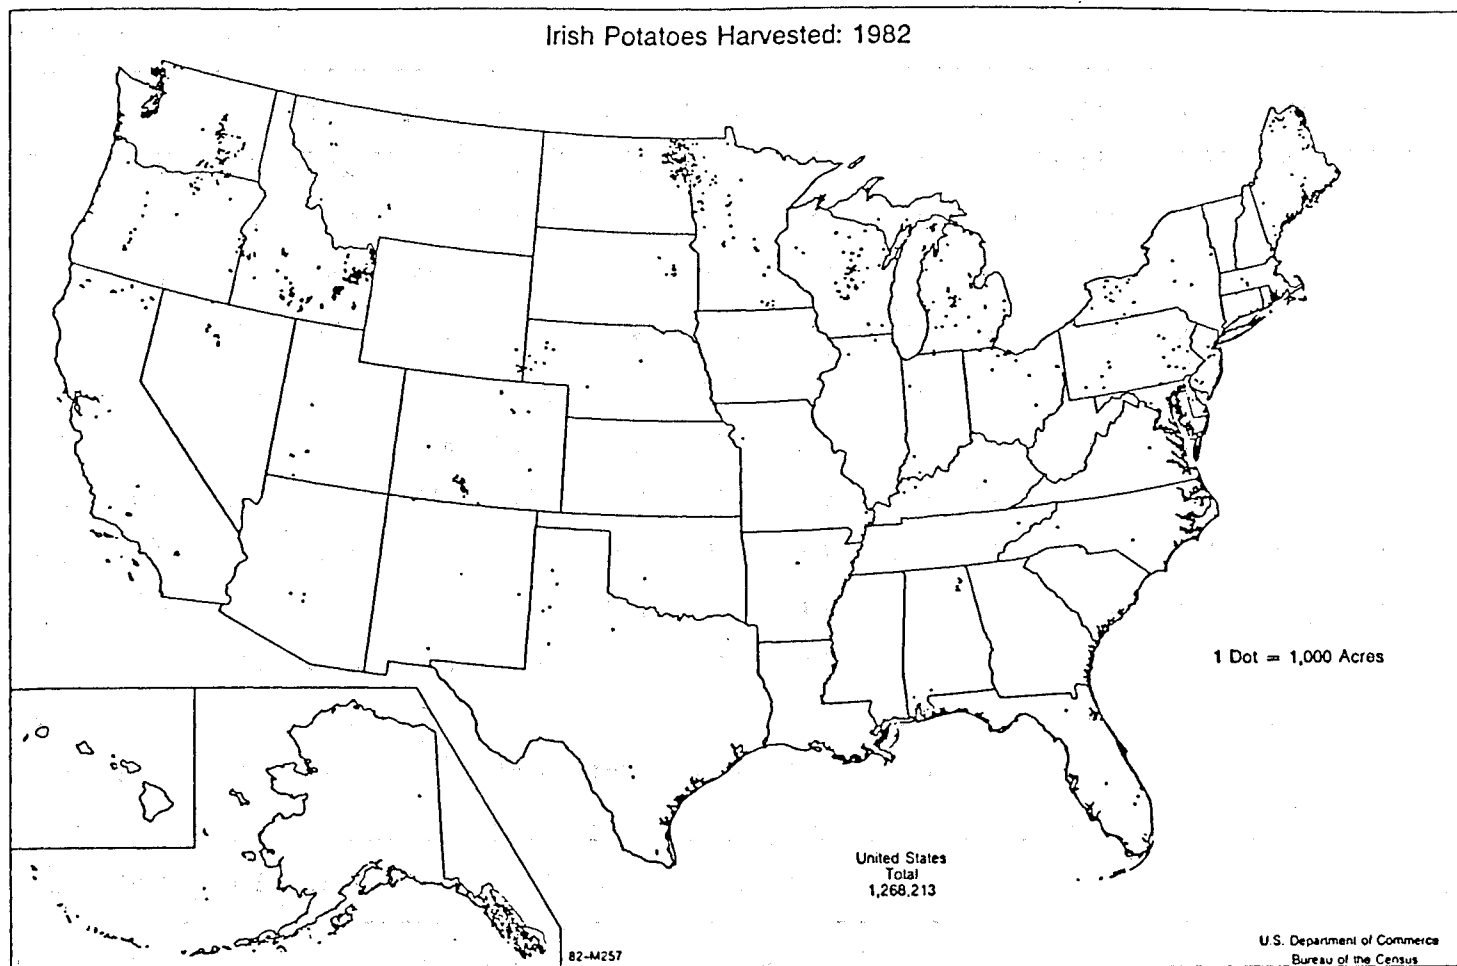 Irish Potatoes Harvested: 1982
1 Dot = 1,000 Acres
United States
Total
1,268,213
82-M257
U.S. Department of Commerce
Bureau of the Census